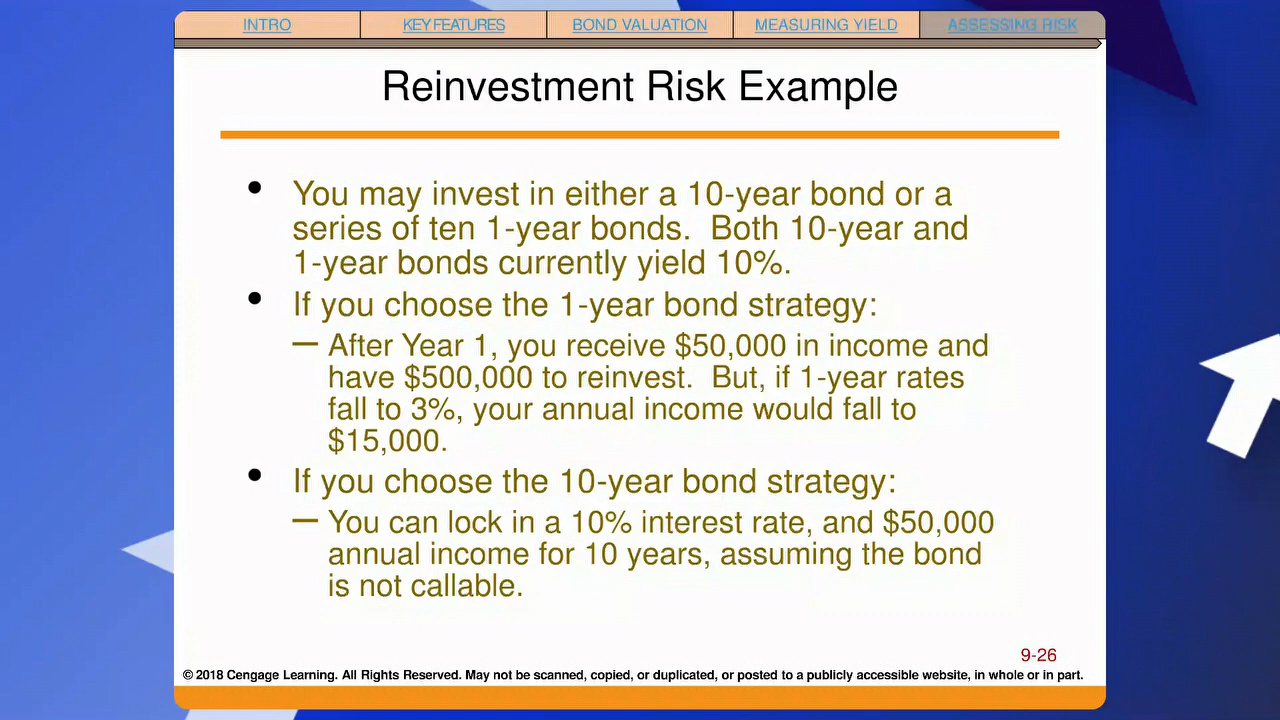 INTRO
KEY FEATURES
BOND VALUATION
MEASURING YIELD
ASSESSING RISK
Reinvestment Risk Example
• You may invest in either a 10-year bond or a
series of ten 1-year bonds.  Both 10-year and
1-year bonds currently yield 10%.
• If you choose the 1-year bond strategy:
– After Year 1, you receive $50,000 in income and
have $500,000 to reinvest.  But, if 1-year rates
fall to 3%, your annual income would fall to
$15,000.
• If you choose the 10-year bond strategy:
– You can lock in a 10% interest rate, and $50,000
annual income for 10 years, assuming the bond
is not callable.
9-26
© 2018 Cengage Learning. All Rights Reserved. May not be scanned, copied, or duplicated, or posted to a publicly accessible website, in whole or in part.